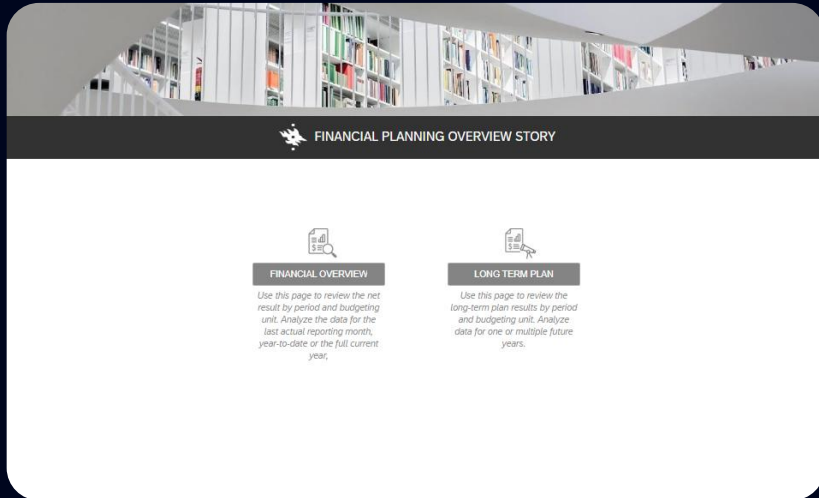 FINANCIAL PLANNING OVERVIEW STORY
FINANCIAL OVERVIEW
Use this page to review the net
result by period and budgeting
unit. Analyze the data for the
last actual reporting month,
year-to-date or the full current
year,
LONG TERM PLAN
Use this page to review the
long-term plan results by period
and budgeting unit. Analyze
data for one or multiple future
years.